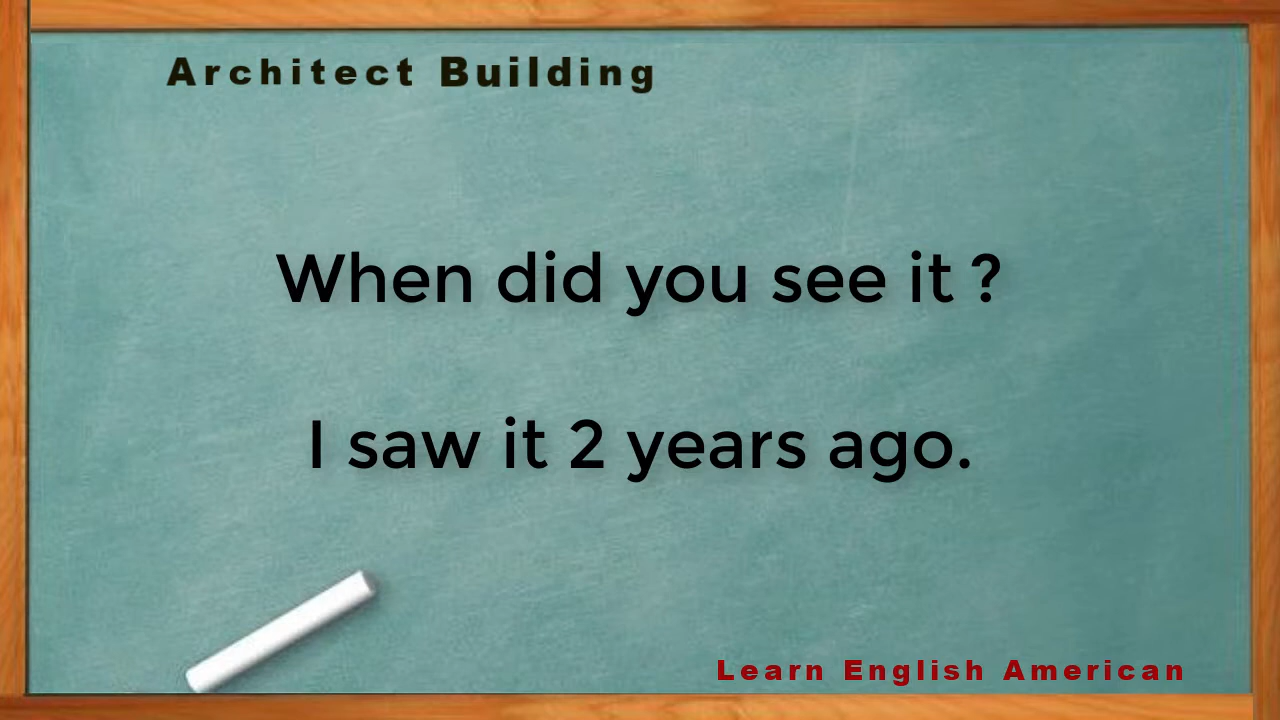 Architect Building
When did you see it ?
I saw it 2 years ago.
Learn English American